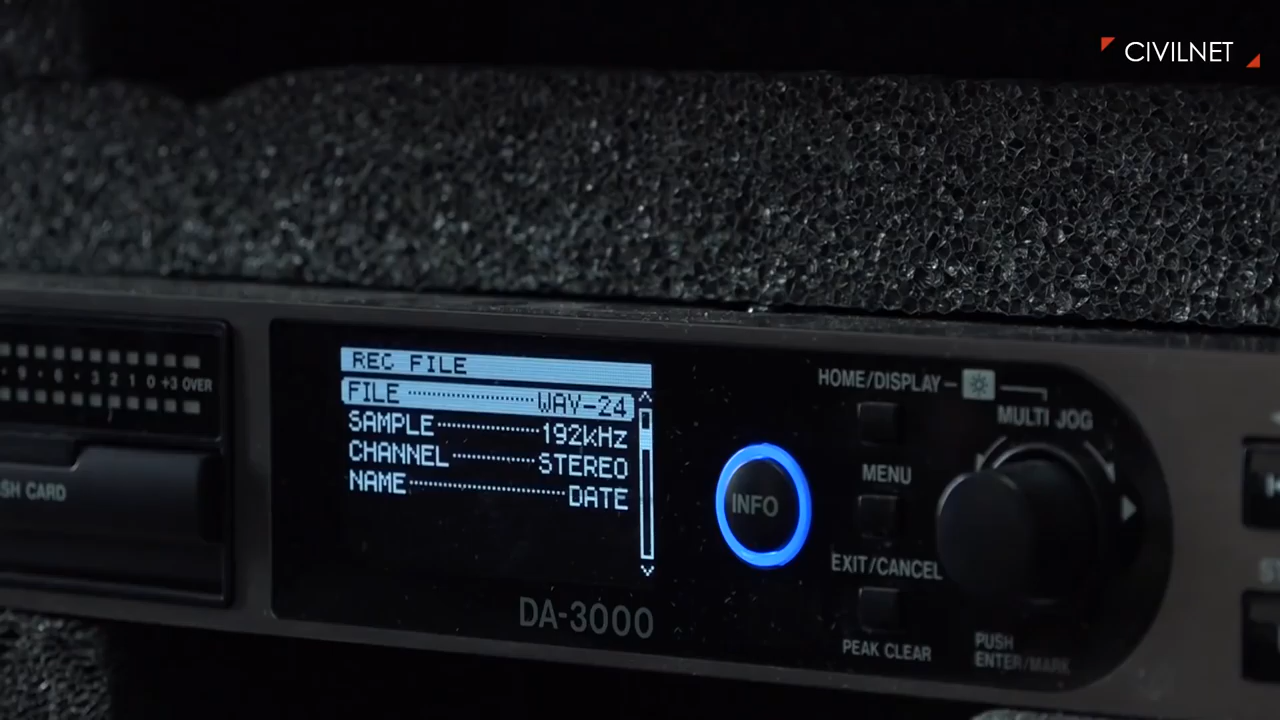 CIVILNET
REC FILE
FILE WAV-24
SAMPLE 192kHz
CHANNEL STEREO
NAME DATE
9 6 3 2 1 0 +3 OVER
SH CARD
INFO
DA-3000
HOME/DISPLAY
MULTI JOG
MENU
EXIT/CANCEL
PEAK CLEAR
PUSH
ENTER/MARK